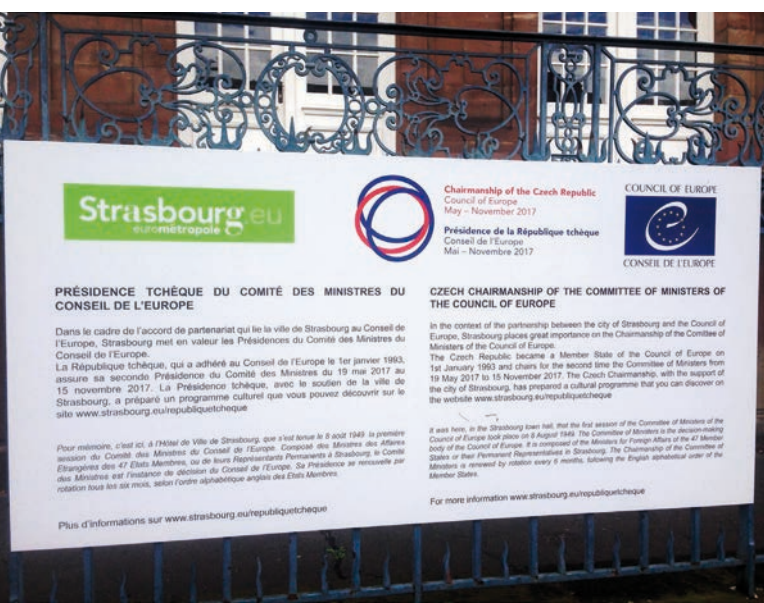 Strasbourg.eu
eurométropole
Chairmanship of the Czech Republic
Council of Europe
May – November 2017
Présidence de la République tchèque
Conseil de l'Europe
Mai – Novembre 2017
COUNCIL OF EUROPE
CONSEIL DE L'EUROPE
PRÉSIDENCE TCHÈQUE DU COMITÉ DES MINISTRES DU
CONSEIL DE L'EUROPE
Dans le cadre de l'accord de partenariat qui lie la ville de Strasbourg au Conseil de
l'Europe, Strasbourg met en valeur les Présidences du Comité des Ministres du
Conseil de l'Europe.
La République tchèque, qui a adhéré au Conseil de l'Europe le 1er janvier 1993,
assure sa seconde Présidence du Comité des Ministres du 19 mai 2017 au
15 novembre 2017. La Présidence tchèque, avec le soutien de la ville de
Strasbourg, a préparé un programme culturel que vous pouvez découvrir sur le
site www.strasbourg.eu/republiquetcheque
Pour mémoire, c'est ici, à l'Hôtel de Ville de Strasbourg, que s'est tenue le 8 août 1949 la première
session du Comité des Ministres du Conseil de l'Europe. Composé des Ministres des Affaires
Etrangères des 47 Etats Membres, ou de leurs Représentants Permanents à Strasbourg, le Comité
des Ministres est l'instance de décision du Conseil de l'Europe. Sa Présidence se renouvelle par
rotation tous les six mois, selon l'ordre alphabétique anglais des Etats Membres.
Plus d'informations sur www.strasbourg.eu/republiquetcheque
CZECH CHAIRMANSHIP OF THE COMMITTEE OF MINISTERS OF
THE COUNCIL OF EUROPE
In the context of the partnership between the city of Strasbourg and the Council of
Europe, Strasbourg places great importance on the Chairmanship of the Comittee of
Ministers of the Council of Europe.
The Czech Republic became a Member State of the Council of Europe on
1st January 1993 and chairs for the second time the Committee of Ministers from
19 May 2017 to 15 November 2017. The Czech Chairmanship, with the support of
the city of Strasbourg, has prepared a cultural programme that you can discover on
the website www.strasbourg.eu/republiquetcheque
It was here, in the Strasbourg town hall, that the first session of the Committee of Ministers of the
Council of Europe took place on 8 August 1949. The Committee of Ministers is the decision-making
body of the Council of Europe. It is composed of the Ministers for Foreign Affairs of the 47 Member
States or their Permanent Representatives in Strasbourg. The Chairmanship of the Committee of
Ministers is renewed by rotation every 6 months, following the English alphabetical order of the
Member States.
For more information www.strasbourg.eu/republiquetcheque